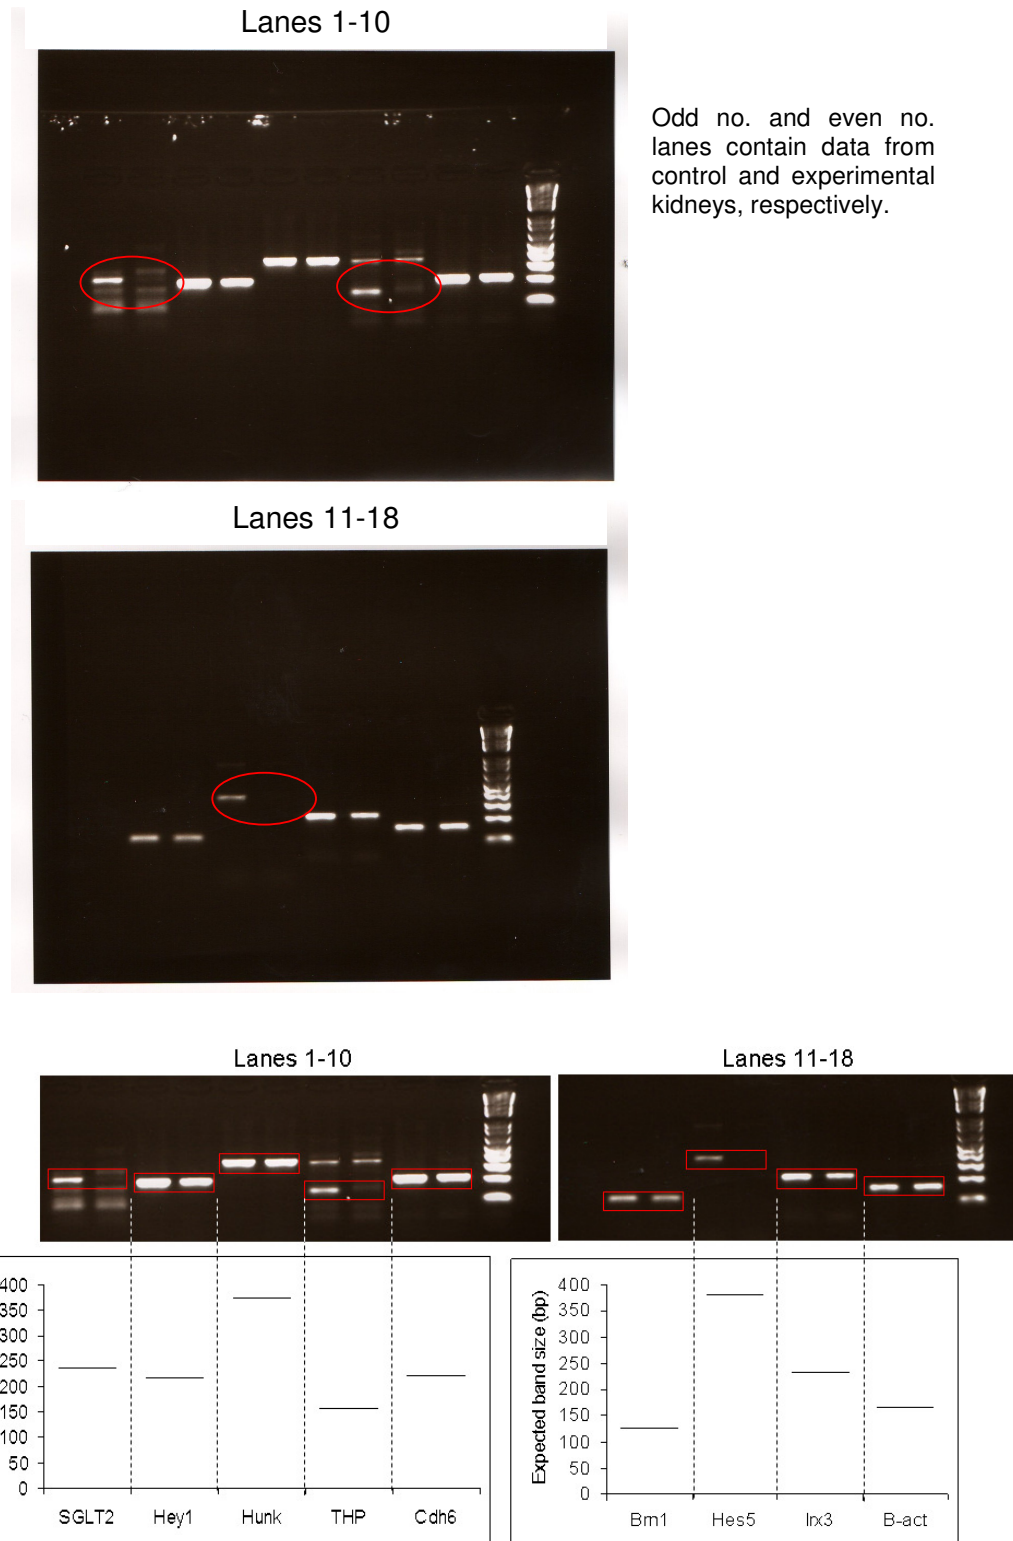 Lanes 1-10
Odd no. and even no.
lanes contain data from
control and experimental
kidneys, respectively.
Lanes 11-18
Lanes 1-10
Lanes 11-18
400
350
300
250
200
150
100
50
0
SGLT2 Hey1 Hunk THP Cdh6
Expected band size (bp)
400
350
300
250
200
150
100
50
0
Brn1 Hes5 Irx3 B-act